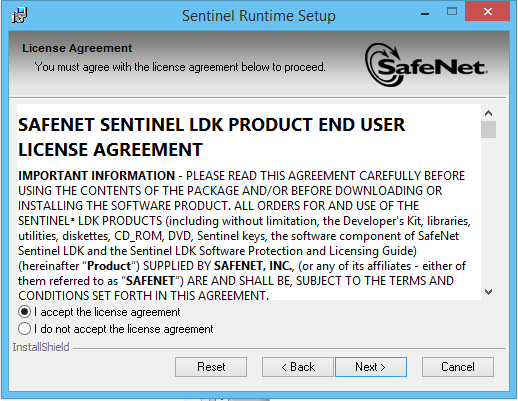 Sentinel Runtime Setup
License Agreement
You must agree with the license agreement below to proceed.
SafeNet.
SAFENET SENTINEL LDK PRODUCT END USER
LICENSE AGREEMENT
IMPORTANT INFORMATION - PLEASE READ THIS AGREEMENT CAREFULLY BEFORE
USING THE CONTENTS OF THE PACKAGE AND/OR BEFORE DOWNLOADING OR
INSTALLING THE SOFTWARE PRODUCT. ALL ORDERS FOR AND USE OF THE
SENTINEL® LDK PRODUCTS (including without limitation, the Developer's Kit, libraries,
utilities, diskettes, CD_ROM, DVD, Sentinel keys, the software component of SafeNet
Sentinel LDK and the Sentinel LDK Software Protection and Licensing Guide)
(hereinafter "Product") SUPPLIED BY SAFENET, INC., (or any of its affiliates - either of
them referred to as "SAFENET") ARE AND SHALL BE, SUBJECT TO THE TERMS AND
CONDITIONS SET FORTH IN THIS AGREEMENT.
I accept the license agreement
I do not accept the license agreement
InstallShield
Reset
< Back
Next >
Cancel